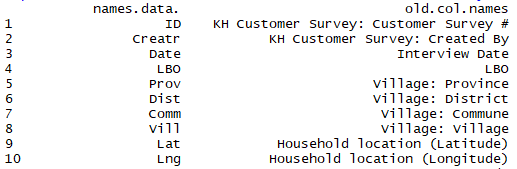 names.data. old.col.names
1 ID KH Customer Survey: Customer Survey #
2 Creatr KH Customer Survey: Created By
3 Date Interview Date
4 LBO LBO
5 Prov Village: Province
6 Dist Village: District
7 Comm Village: Commune
8 Vill Village: Village
9 Lat Household location (Latitude)
10 Lng Household location (Longitude)